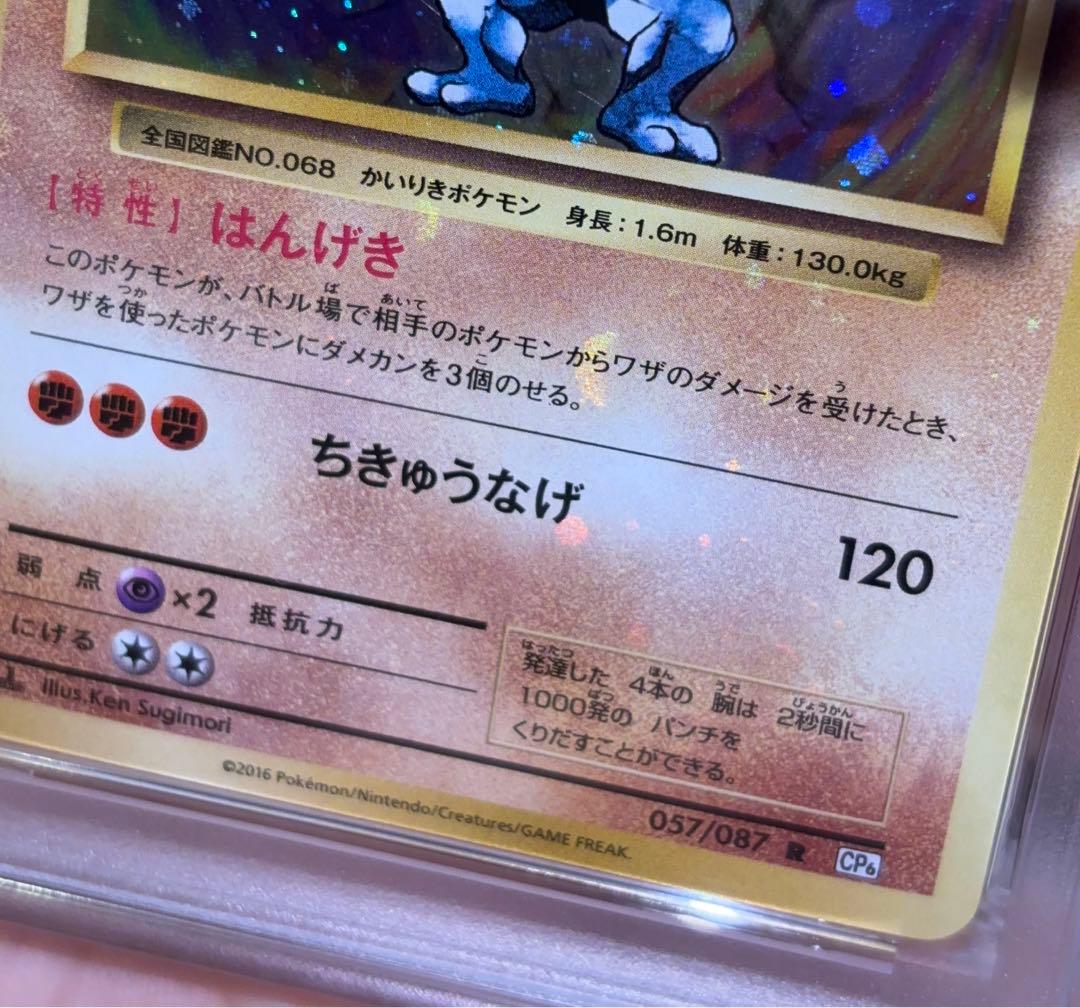 全国図鑑NO.068 かいりきポケモン 身長：1.6m 体重：130.0kg
［特性］ はんげき
このポケモンが、バトル場で相手のポケモンからワザのダメージを受けたとき、
ワザを使ったポケモンにダメカンを3個のせる。
ちきゅうなげ 120
弱点 ×2 抵抗力
にげる
発達した 4本の 腕は 2秒間に
1000発の パンチを
くりだすことができる。
Illus.Ken Sugimori
©2016 Pokémon/Nintendo/Creatures/GAME FREAK.
057/087 R CP6